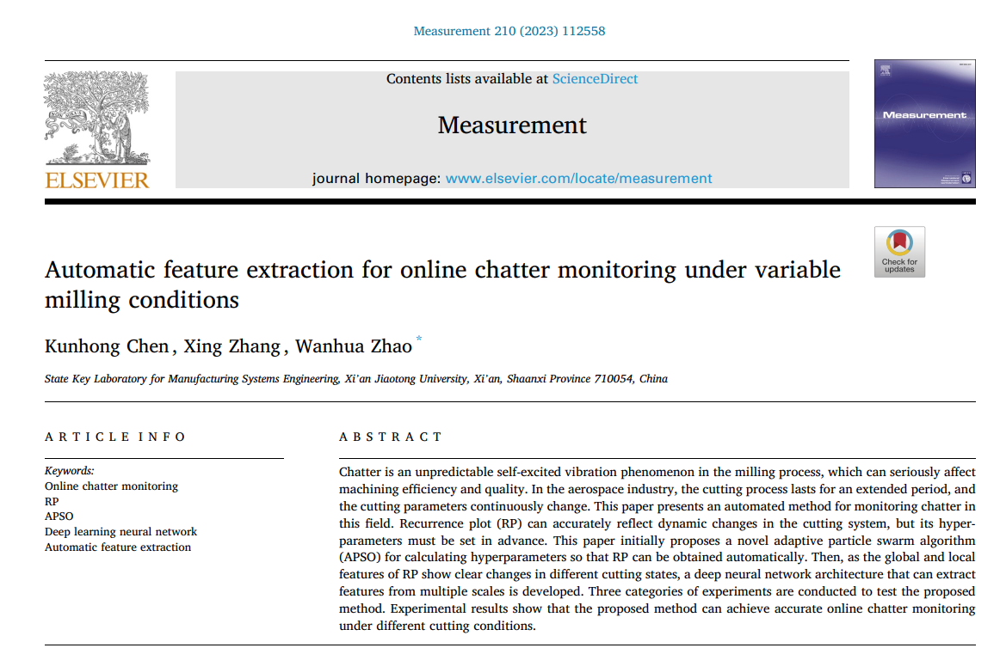 Measurement 210 (2023) 112558
Contents lists available at ScienceDirect
Measurement
journal homepage: www.elsevier.com/locate/measurement
ELSEVIER
Measurement
Check for
updates
Automatic feature extraction for online chatter monitoring under variable
milling conditions
Kunhong Chen, Xing Zhang, Wanhua Zhao *
State Key Laboratory for Manufacturing Systems Engineering, Xi'an Jiaotong University, Xi'an, Shaanxi Province 710054, China
ARTICLE INFO
Keywords:
Online chatter monitoring
RP
APSO
Deep learning neural network
Automatic feature extraction
ABSTRACT
Chatter is an unpredictable self-excited vibration phenomenon in the milling process, which can seriously affect
machining efficiency and quality. In the aerospace industry, the cutting process lasts for an extended period, and
the cutting parameters continuously change. This paper presents an automated method for monitoring chatter in
this field. Recurrence plot (RP) can accurately reflect dynamic changes in the cutting system, but its hyper-
parameters must be set in advance. This paper initially proposes a novel adaptive particle swarm algorithm
(APSO) for calculating hyperparameters so that RP can be obtained automatically. Then, as the global and local
features of RP show clear changes in different cutting states, a deep neural network architecture that can extract
features from multiple scales is developed. Three categories of experiments are conducted to test the proposed
method. Experimental results show that the proposed method can achieve accurate online chatter monitoring
under different cutting conditions.